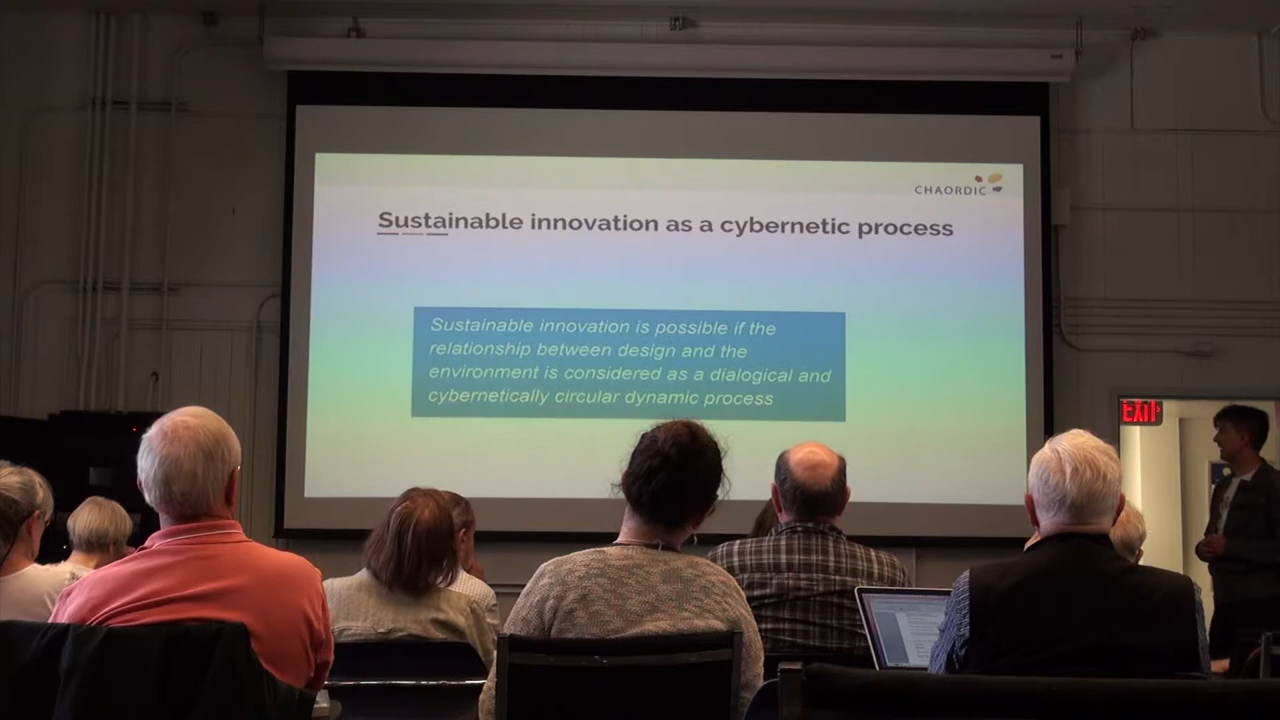 CHAORDIC
Sustainable innovation as a cybernetic process
Sustainable innovation is possible if the
relationship between design and the
environment is considered as a dialogical and
cybernetically circular dynamic process
EXIT